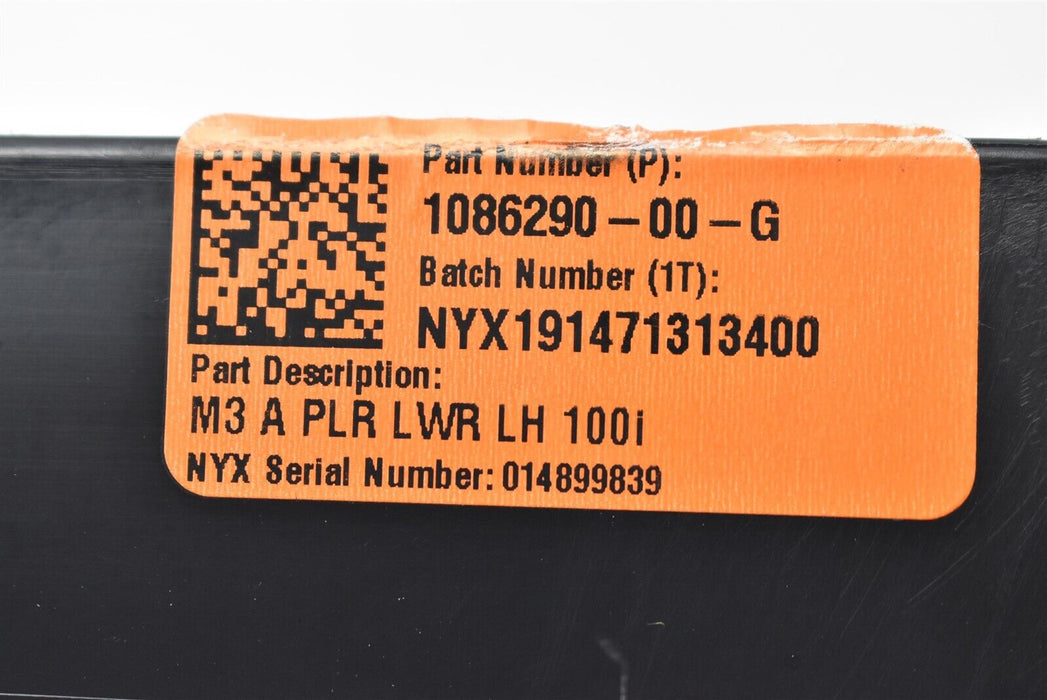 Part Number (P):
1086290-00-G
Batch Number (1T):
NYX191471313400
Part Description:
M3 A PLR LWR LH 100i
NYX Serial Number: 014899839